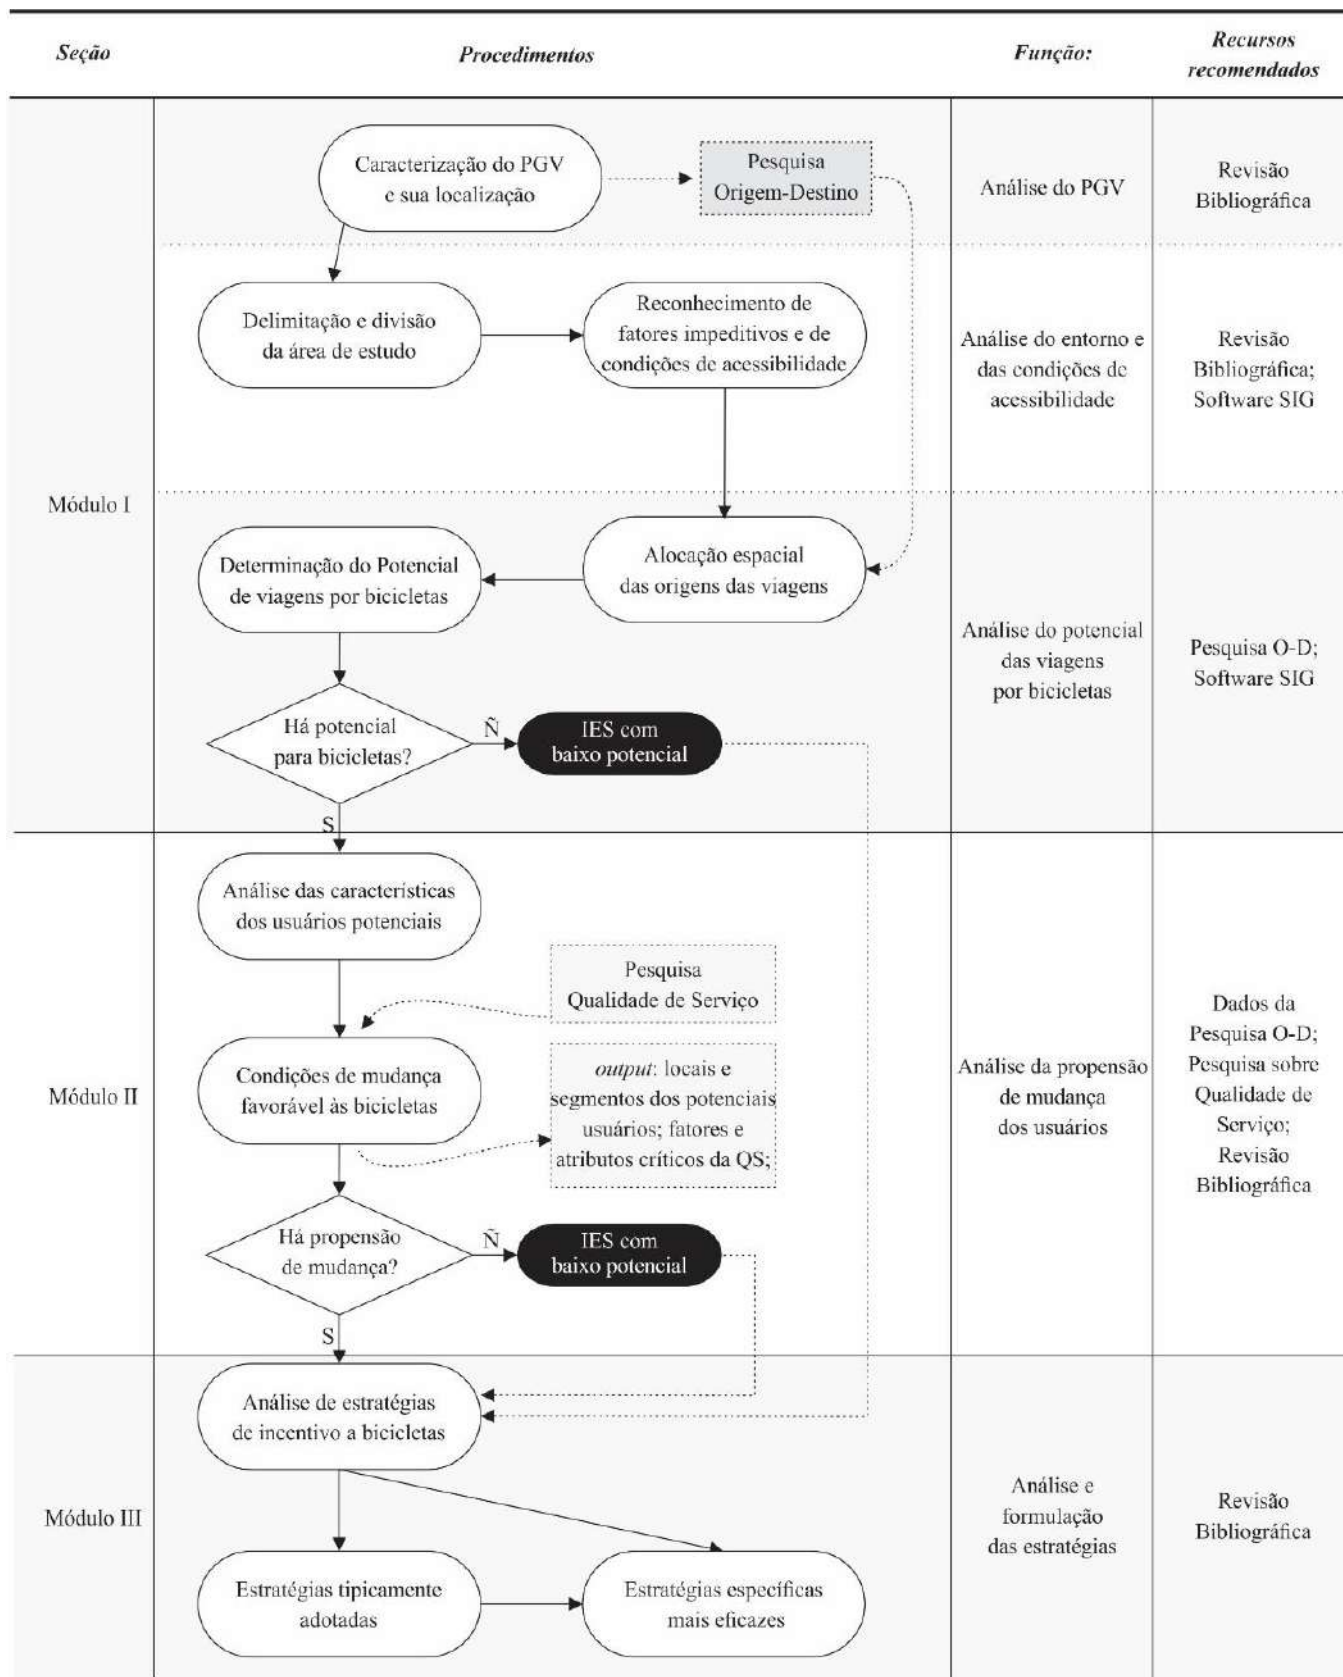 Seção
Procedimentos
Função:
Recursos
recomendados
Módulo I
Caracterização do PGV
e sua localização
Pesquisa
Origem-Destino
Análise do PGV
Revisão
Bibliográfica
Delimitação e divisão
da área de estudo
Reconhecimento de
fatores impeditivos e de
condições de acessibilidade
Análise do entorno e
das condições de
acessibilidade
Revisão
Bibliográfica;
Software SIG
Determinação do Potencial
de viagens por bicicletas
Alocação espacial
das origens das viagens
Análise do potencial
das viagens
por bicicletas
Pesquisa O-D;
Software SIG
Há potencial
para bicicletas?
Ñ
IES com
baixo potencial
S
Módulo II
Análise das características
dos usuários potenciais
Pesquisa
Qualidade de Serviço
Condições de mudança
favorável às bicicletas
output: locais e
segmentos dos potenciais
usuários; fatores e
atributos críticos da QS;
Análise da propensão
de mudança
dos usuários
Dados da
Pesquisa O-D;
Pesquisa sobre
Qualidade de
Serviço;
Revisão
Bibliográfica
Há propensão
de mudança?
Ñ
IES com
baixo potencial
S
Módulo III
Análise de estratégias
de incentivo a bicicletas
Análise e
formulação
das estratégias
Revisão
Bibliográfica
Estratégias tipicamente
adotadas
Estratégias específicas
mais eficazes